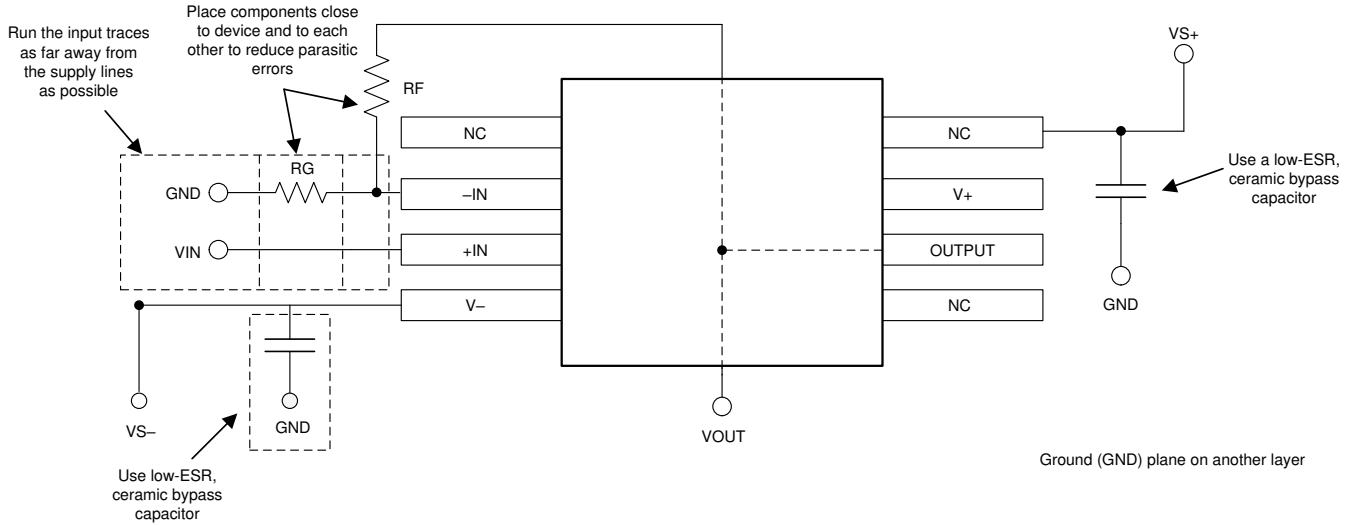 Place components close
to device and to each
other to reduce parasitic
errors
Run the input traces
as far away from
the supply lines
as possible
VS+
RF
NC
NC
RG
Use a low-ESR,
ceramic bypass
capacitor
GND
–IN
V+
VIN
+IN
OUTPUT
GND
V–
NC
GND
VS–
VOUT
Use low-ESR,
ceramic bypass
capacitor
Ground (GND) plane on another layer